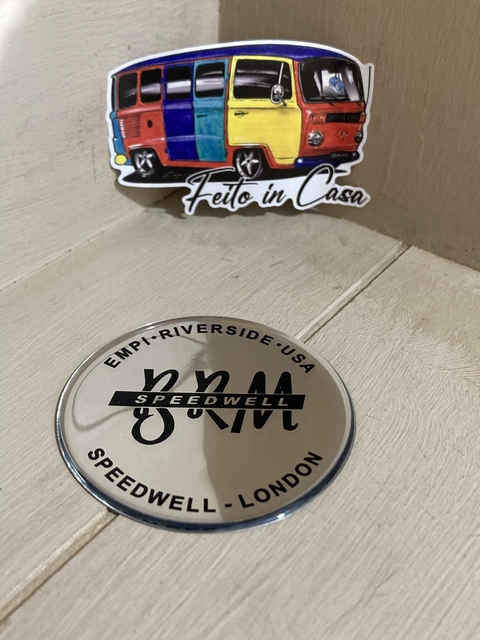 Feito in Casa
EMPI·RIVERSIDE·USA
BRM
SPEEDWELL
SPEEDWELL - LONDON